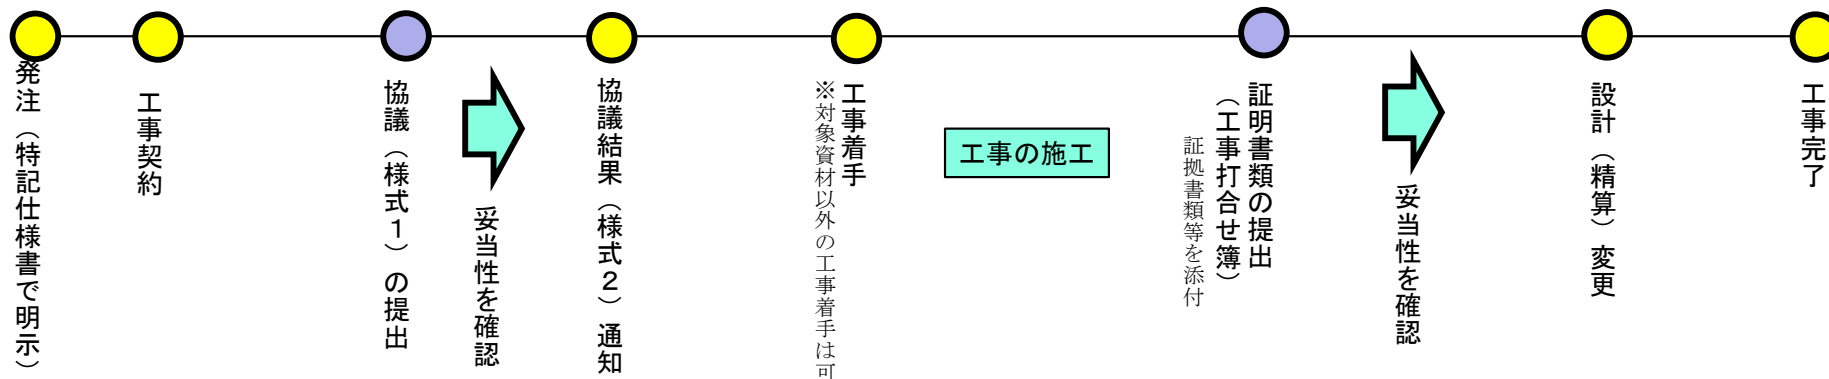 発注（特記仕様書で明示）
工事契約
協議（様式１）の提出
妥当性を確認
協議結果（様式２）通知
工事着手
※対象資材以外の工事着手は可
工事の施工
証明書類の提出
（工事打合せ簿）
証拠書類等を添付
妥当性を確認
設計（精算）変更
工事完了